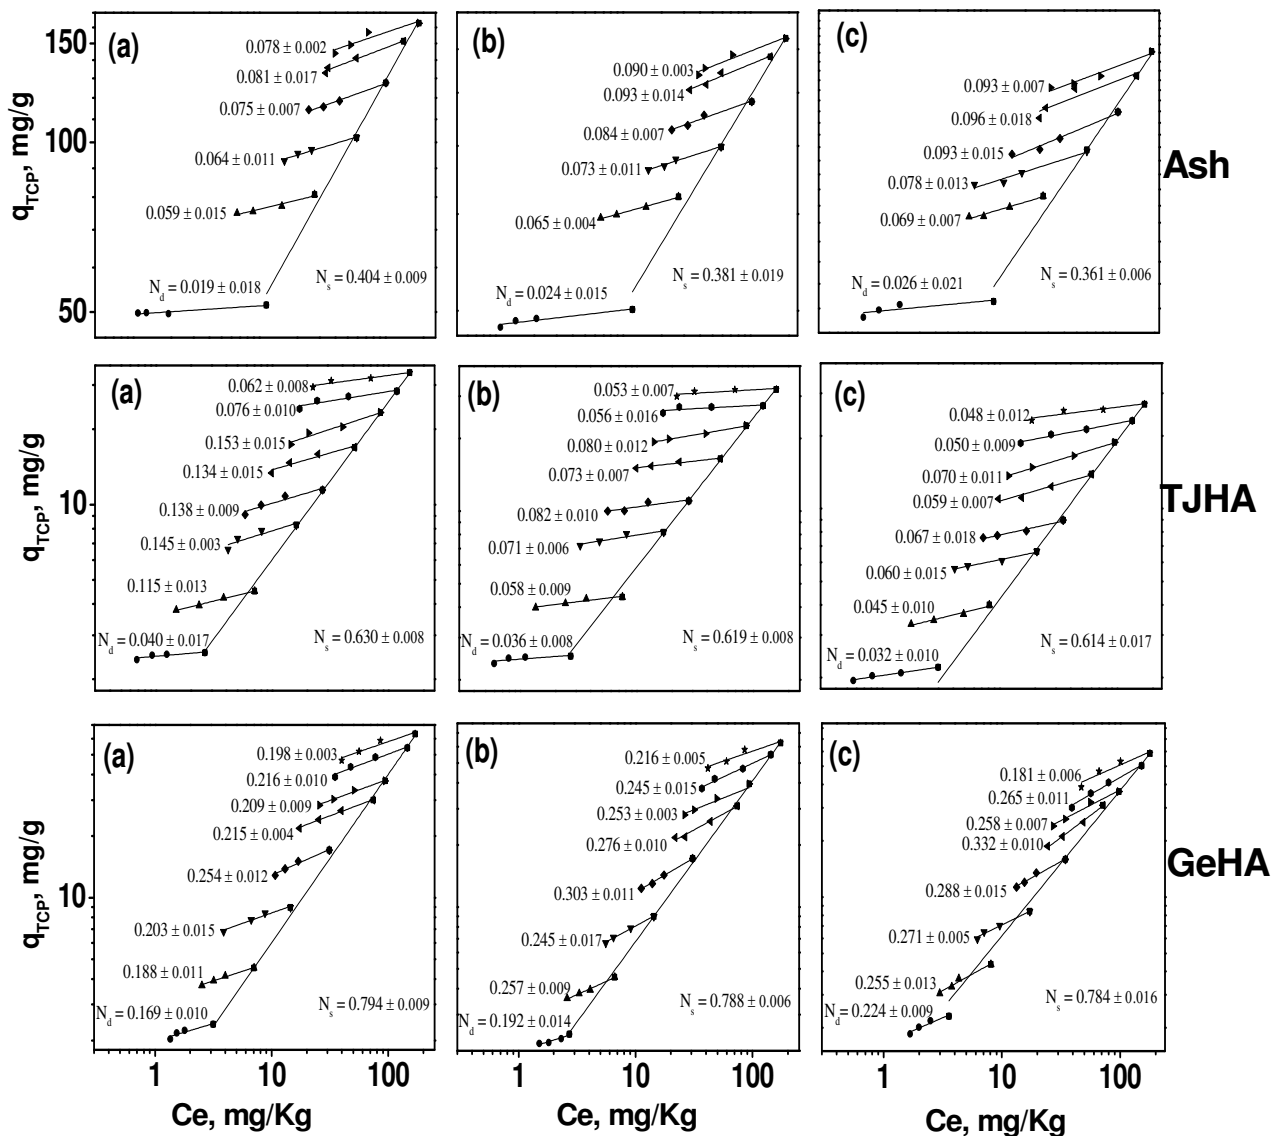 (a)
150
100
50
q_TCP, mg/g
0.078 ± 0.002
0.081 ± 0.017
0.075 ± 0.007
0.064 ± 0.011
0.059 ± 0.015
N_d = 0.019 ± 0.018
N_s = 0.404 ± 0.009
(b)
0.090 ± 0.003
0.093 ± 0.014
0.084 ± 0.007
0.073 ± 0.011
0.065 ± 0.004
N_d = 0.024 ± 0.015
N_s = 0.381 ± 0.019
(c)
0.093 ± 0.007
0.096 ± 0.018
0.093 ± 0.015
0.078 ± 0.013
0.069 ± 0.007
N_d = 0.026 ± 0.021
N_s = 0.361 ± 0.006
Ash
(a)
10
q_TCP, mg/g
0.062 ± 0.008
0.076 ± 0.010
0.153 ± 0.015
0.134 ± 0.015
0.138 ± 0.009
0.145 ± 0.003
0.115 ± 0.013
N_d = 0.040 ± 0.017
N_s = 0.630 ± 0.008
(b)
0.053 ± 0.007
0.056 ± 0.016
0.080 ± 0.012
0.073 ± 0.007
0.082 ± 0.010
0.071 ± 0.006
0.058 ± 0.009
N_d = 0.036 ± 0.008
N_s = 0.619 ± 0.008
(c)
0.048 ± 0.012
0.050 ± 0.009
0.070 ± 0.011
0.059 ± 0.007
0.067 ± 0.018
0.060 ± 0.015
0.045 ± 0.010
N_d = 0.032 ± 0.010
N_s = 0.614 ± 0.017
TJHA
(a)
10
q_TCP, mg/g
0.198 ± 0.003
0.216 ± 0.010
0.209 ± 0.009
0.215 ± 0.004
0.254 ± 0.012
0.203 ± 0.015
0.188 ± 0.011
N_d = 0.169 ± 0.010
N_s = 0.794 ± 0.009
1 10 100
Ce, mg/Kg
(b)
0.216 ± 0.005
0.245 ± 0.015
0.253 ± 0.003
0.276 ± 0.010
0.303 ± 0.011
0.245 ± 0.017
0.257 ± 0.009
N_d = 0.192 ± 0.014
N_s = 0.788 ± 0.006
1 10 100
Ce, mg/Kg
(c)
0.181 ± 0.006
0.265 ± 0.011
0.258 ± 0.007
0.332 ± 0.010
0.288 ± 0.015
0.271 ± 0.005
0.255 ± 0.013
N_d = 0.224 ± 0.009
N_s = 0.784 ± 0.016
1 10 100
Ce, mg/Kg
GeHA